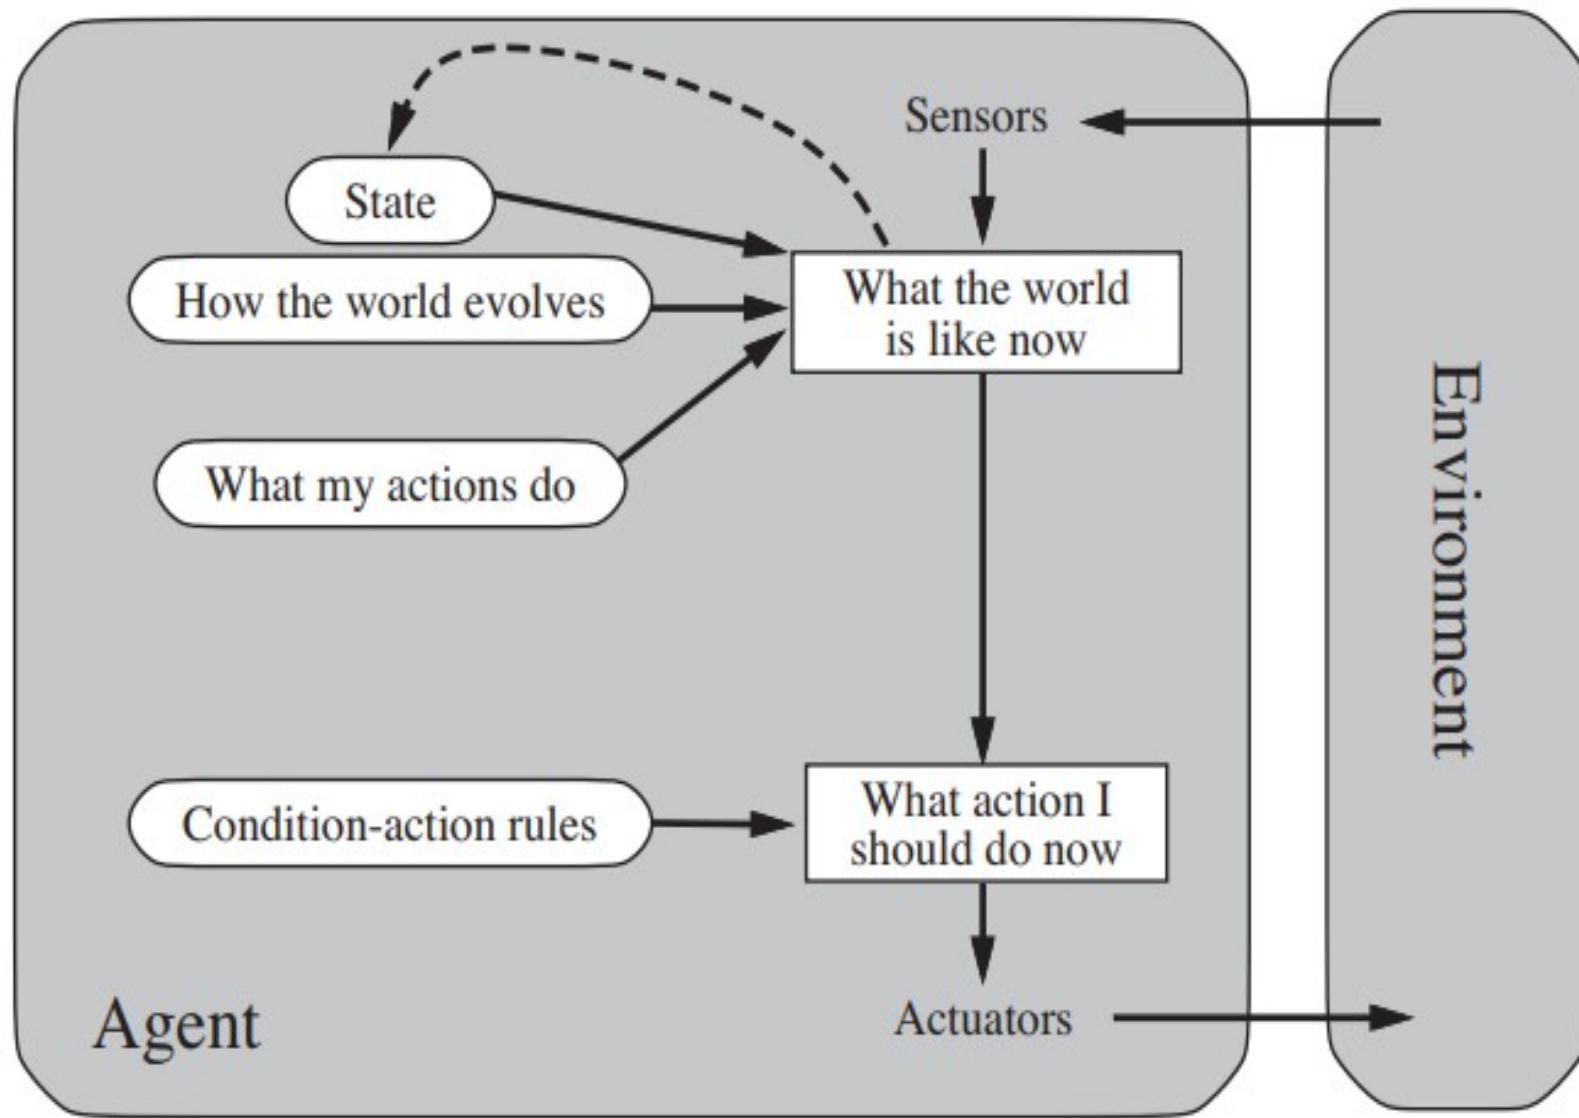 Sensors
State
How the world evolves
What the world
is like now
What my actions do
Environment
Condition-action rules
What action I
should do now
Agent
Actuators